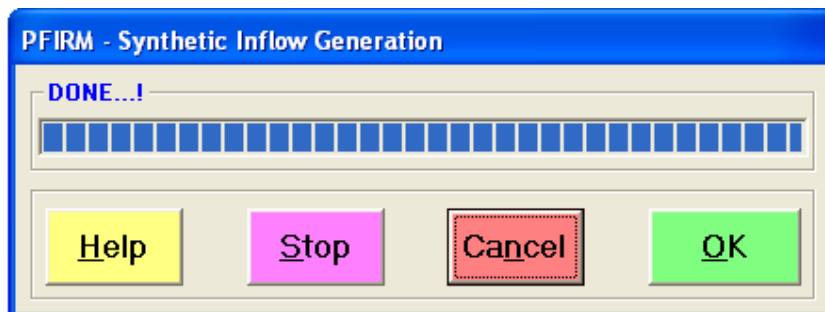 PFIRM - Synthetic Inflow Generation
DONE...!
Help Stop Cancel OK